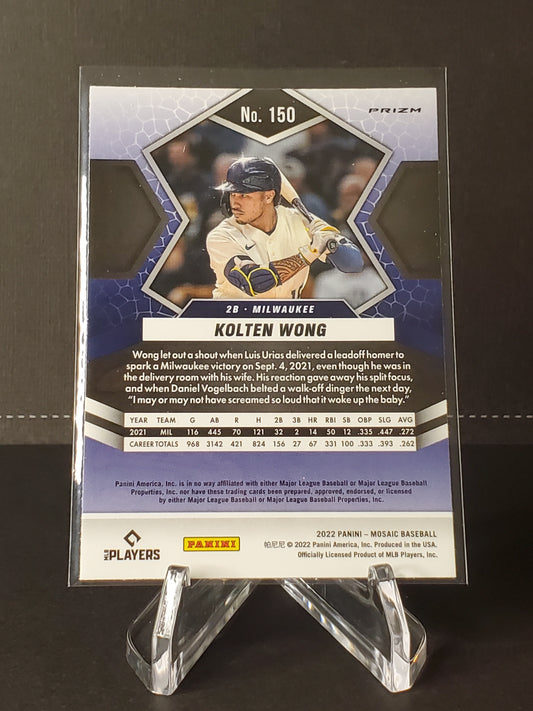 No. 150
PRIZM
2B · MILWAUKEE
KOLTEN WONG
Wong let out a shout when Luis Urias delivered a leadoff homer to
spark a Milwaukee victory on Sept. 4, 2021, even though he was in
the delivery room with his wife. His reaction gave away his split focus,
and when Daniel Vogelbach belted a walk-off dinger the next day,
"I may or may not have screamed so loud that it woke up the baby."
YEAR TEAM G AB R H 2B 3B HR RBI SB OBP SLG AVG
2021 MIL 116 445 70 121 32 2 14 50 12 .335 .447 .272
CAREER TOTALS 968 3142 421 824 156 27 67 331 100 .333 .393 .262
Panini America, Inc. is in no way affiliated with either Major League Baseball or Major League Baseball
Properties, Inc. nor have these trading cards been prepared, approved, endorsed, or licensed
by either Major League Baseball or Major League Baseball Properties, Inc.
MLB PLAYERS
PANINI
2022 PANINI – MOSAIC BASEBALL
帕尼尼 © 2022 Panini America, Inc. Produced in the USA.
Officially Licensed Product of MLB Players, Inc.